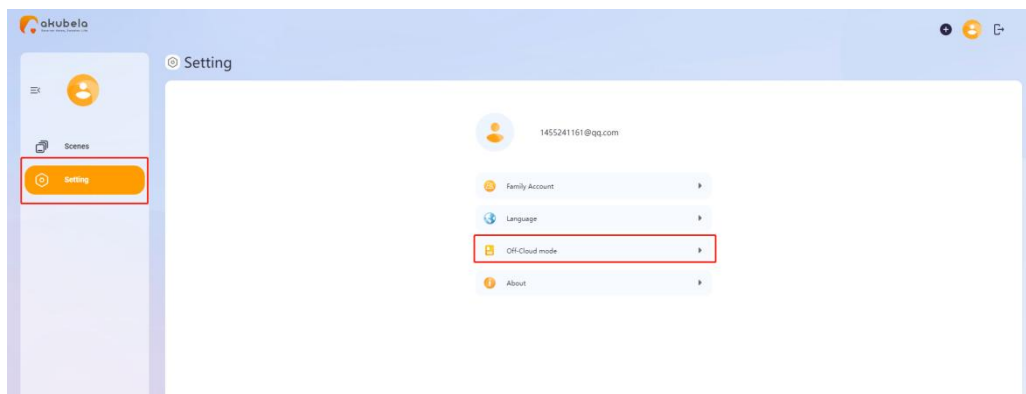 akubela
Setting
1455241161@qq.com
Scenes
Setting
Family Account
Language
Off-Cloud mode
About